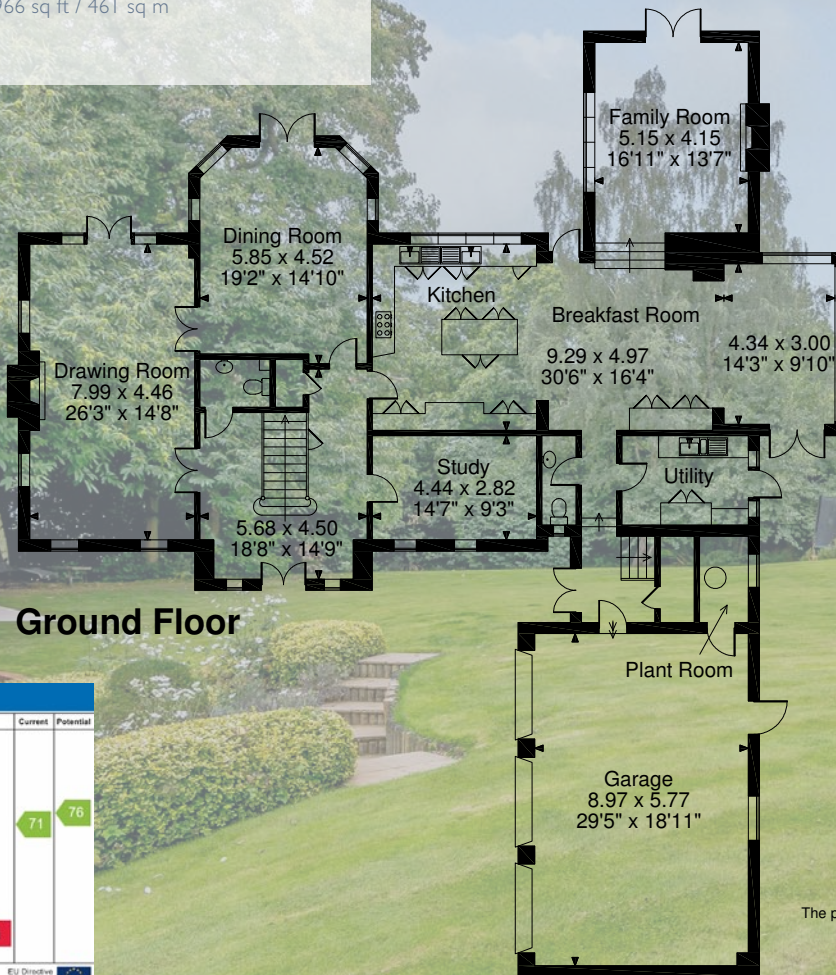 966 sq ft / 461 sq m
Family Room
5.15 x 4.15
16'11" x 13'7"
Dining Room
5.85 x 4.52
19'2" x 14'10"
Kitchen
Breakfast Room
9.29 x 4.97
30'6" x 16'4"
4.34 x 3.00
14'3" x 9'10"
Drawing Room
7.99 x 4.46
26'3" x 14'8"
Study
4.44 x 2.82
14'7" x 9'3"
Utility
5.68 x 4.50
18'8" x 14'9"
Ground Floor
Plant Room
Current Potential
71
76
Garage
8.97 x 5.77
29'5" x 18'11"
The p
EU Directive